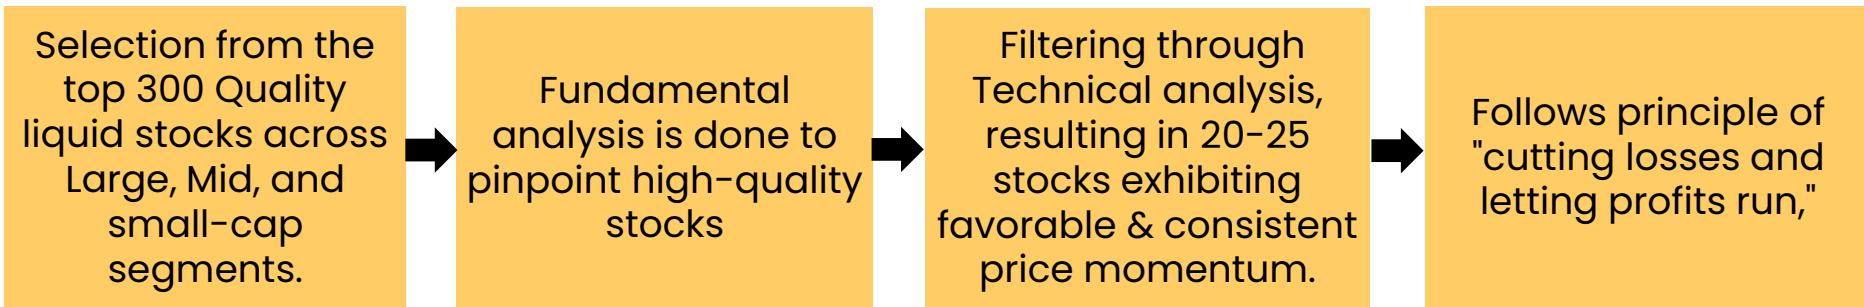 Selection from the
top 300 Quality
liquid stocks across
Large, Mid, and
small-cap
segments.
Fundamental
analysis is done to
pinpoint high-quality
stocks
Filtering through
Technical analysis,
resulting in 20-25
stocks exhibiting
favorable & consistent
price momentum.
Follows principle of
"cutting losses and
letting profits run,"